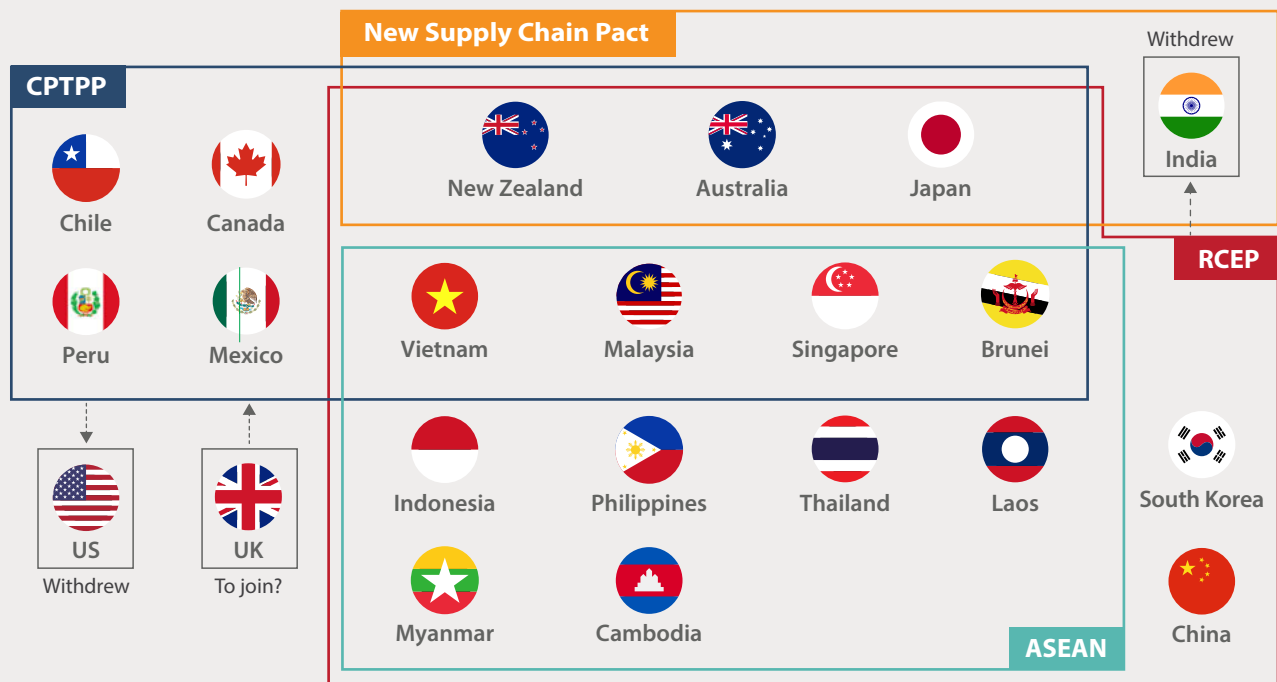 New Supply Chain Pact
Withdrew
CPTPP
India
New Zealand
Australia
Japan
Chile
Canada
RCEP
Peru
Mexico
Vietnam
Malaysia
Singapore
Brunei
Indonesia
Philippines
Thailand
Laos
South Korea
US
UK
Withdrew
To join?
Myanmar
Cambodia
China
ASEAN